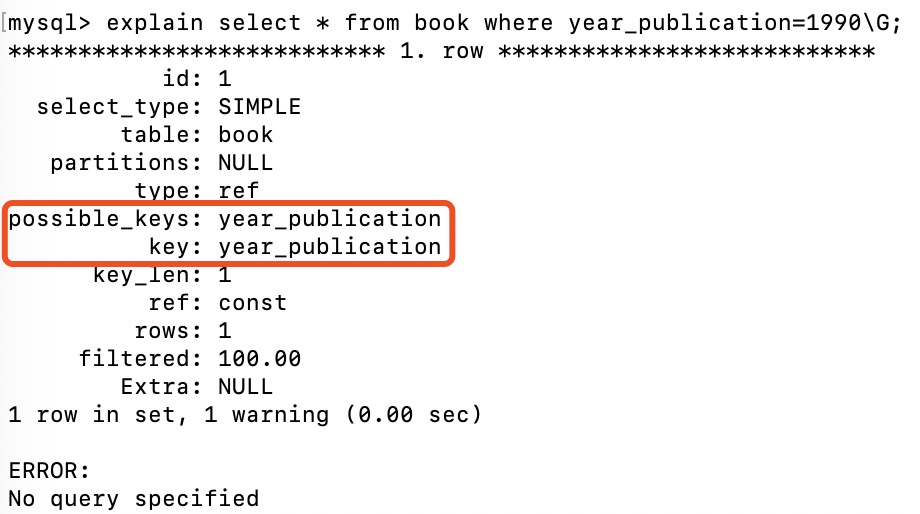 [mysql> explain select * from book where year_publication=1990\G;
*************************** 1. row ***************************
id: 1
select_type: SIMPLE
table: book
partitions: NULL
type: ref
possible_keys: year_publication
key: year_publication
key_len: 1
ref: const
rows: 1
filtered: 100.00
Extra: NULL
1 row in set, 1 warning (0.00 sec)
ERROR:
No query specified